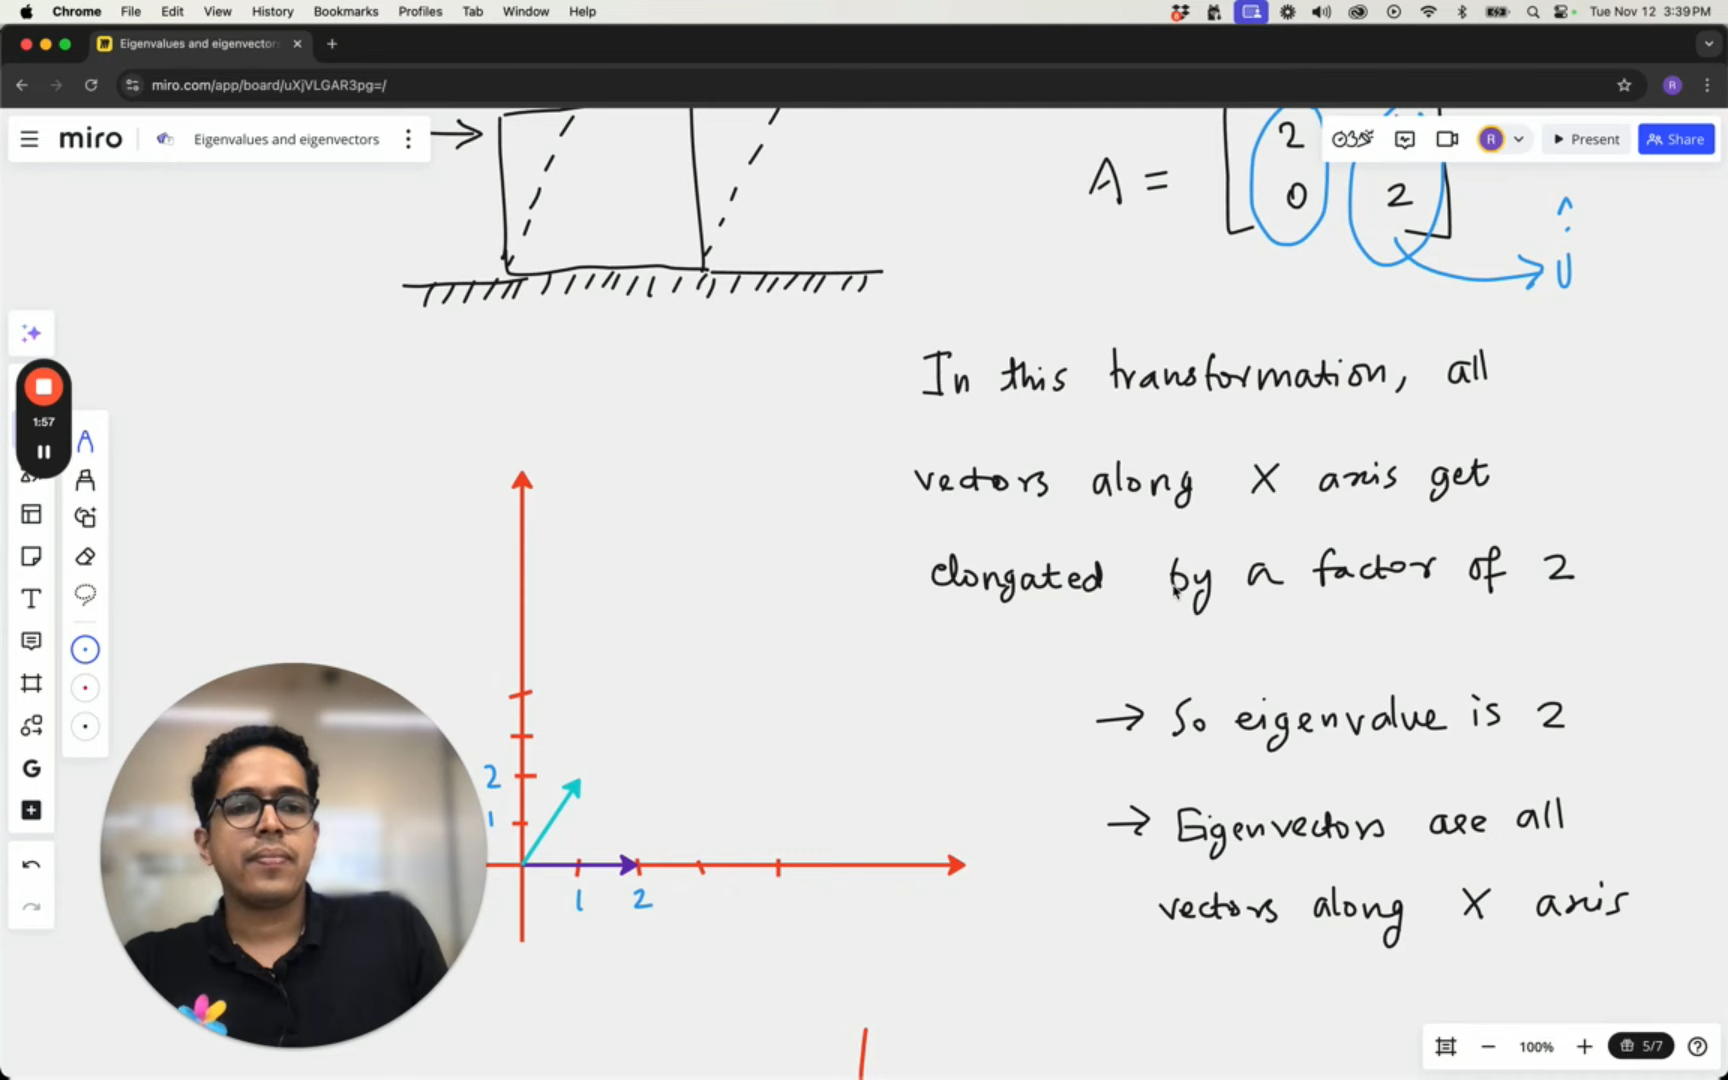 Chrome File Edit View History Bookmarks Profiles Tab Window Help
Tue Nov 12 3:39 PM
Eigenvalues and eigenvector
miro.com/app/board/uXjVLGAR3pg=/
R
miro Eigenvalues and eigenvectors
R Present Share
A = 2
0 2
ĵ
In this transformation, all
vectors along X axis get
elongated by a factor of 2
→ So eigenvalue is 2
→ Eigenvectors are all
vectors along X axis
1:57
T
G
2
1
1 2
100%
5/7